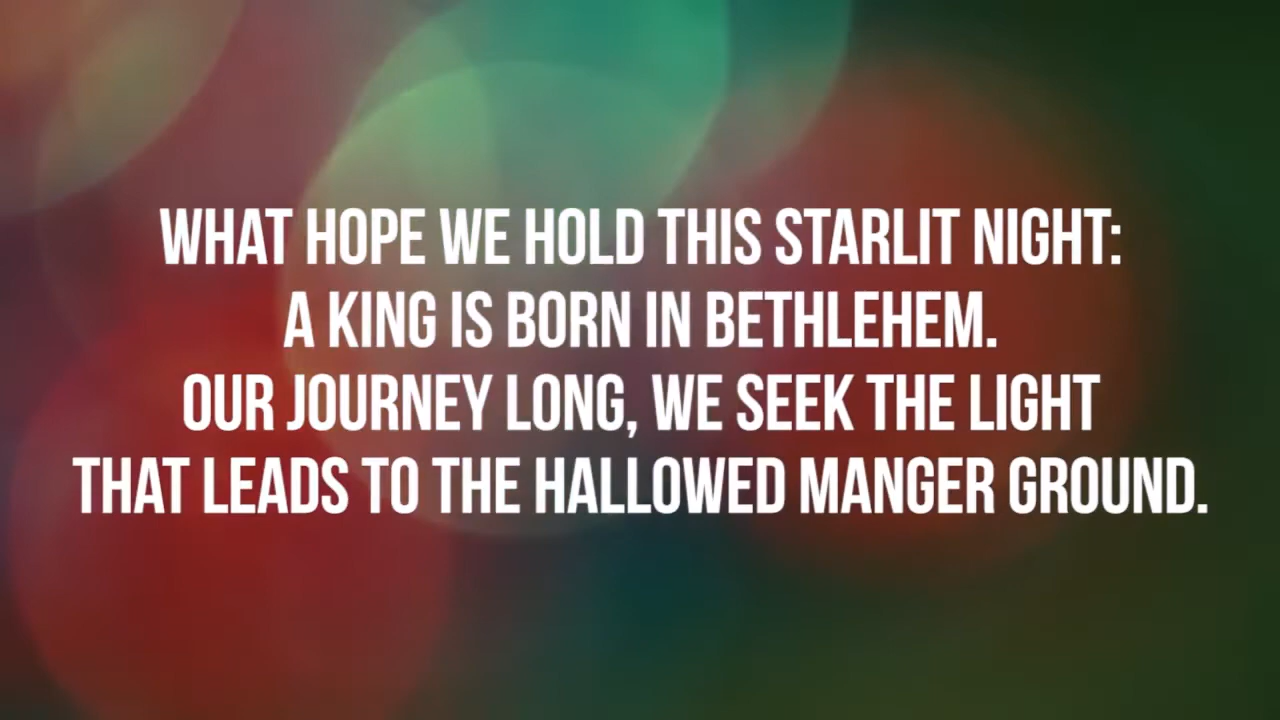 WHAT HOPE WE HOLD THIS STARLIT NIGHT:
A KING IS BORN IN BETHLEHEM.
OUR JOURNEY LONG, WE SEEK THE LIGHT
THAT LEADS TO THE HALLOWED MANGER GROUND.